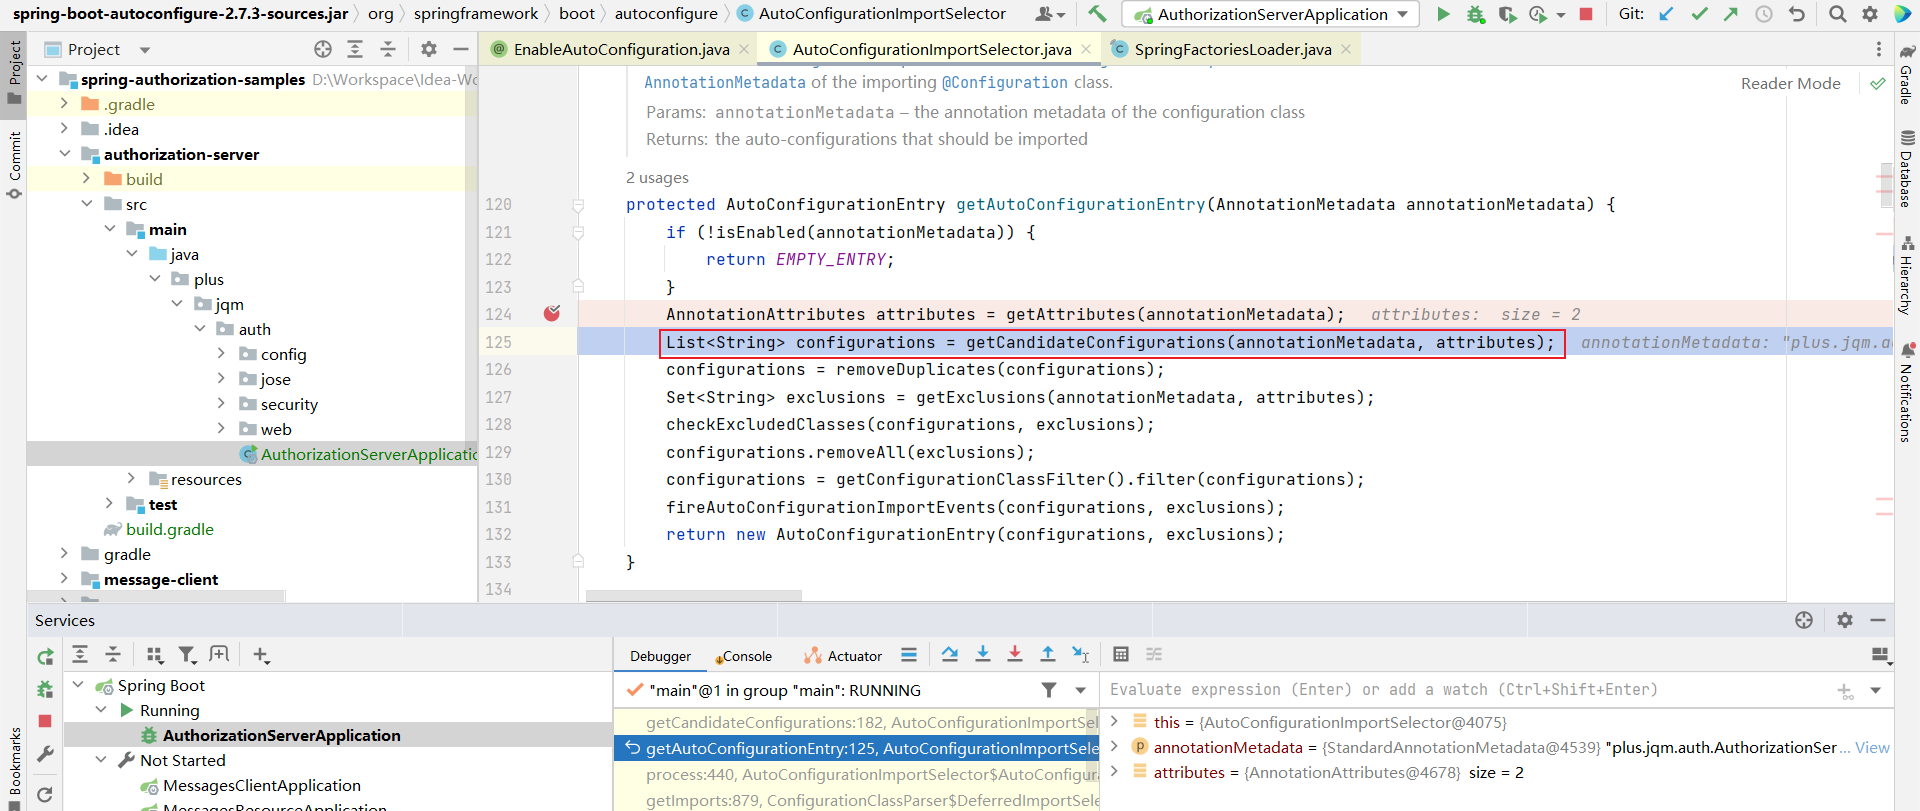 spring-boot-autoconfigure-2.7.3-sources.jar org springframework boot autoconfigure AutoConfigurationImportSelector AuthorizationServerApplication Git:
Project
EnableAutoConfiguration.java AutoConfigurationImportSelector.java SpringFactoriesLoader.java
spring-authorization-samples D:\Workspace\Idea-Wo
.gradle
.idea
authorization-server
build
src
main
java
plus
jqm
auth
config
jose
security
web
AuthorizationServerApplicatio
resources
test
build.gradle
gradle
message-client
Project
Commit
Bookmarks
AnnotationMetadata of the importing @Configuration class.
Reader Mode
Params: annotationMetadata – the annotation metadata of the configuration class
Returns: the auto-configurations that should be imported
2 usages
120 protected AutoConfigurationEntry getAutoConfigurationEntry(AnnotationMetadata annotationMetadata) {
121 if (!isEnabled(annotationMetadata)) {
122 return EMPTY_ENTRY;
123 }
124 AnnotationAttributes attributes = getAttributes(annotationMetadata); attributes: size = 2
125 List<String> configurations = getCandidateConfigurations(annotationMetadata, attributes); annotationMetadata: "plus.jqm.a
126 configurations = removeDuplicates(configurations);
127 Set<String> exclusions = getExclusions(annotationMetadata, attributes);
128 checkExcludedClasses(configurations, exclusions);
129 configurations.removeAll(exclusions);
130 configurations = getConfigurationClassFilter().filter(configurations);
131 fireAutoConfigurationImportEvents(configurations, exclusions);
132 return new AutoConfigurationEntry(configurations, exclusions);
133 }
134
Gradle
Database
Hierarchy
Notifications
Services
Spring Boot
Running
AuthorizationServerApplication
Not Started
MessagesClientApplication
MessagesResourceApplication
Debugger Console Actuator
"main"@1 in group "main": RUNNING
getCandidateConfigurations:182, AutoConfigurationImportSel
getAutoConfigurationEntry:125, AutoConfigurationImportSele
process:440, AutoConfigurationImportSelector$AutoConfigura
getImports:879, ConfigurationClassParser$DeferredImportSele
Evaluate expression (Enter) or add a watch (Ctrl+Shift+Enter)
this = {AutoConfigurationImportSelector@4075}
annotationMetadata = {StandardAnnotationMetadata@4539} "plus.jqm.auth.AuthorizationSer... View
attributes = {AnnotationAttributes@4678} size = 2